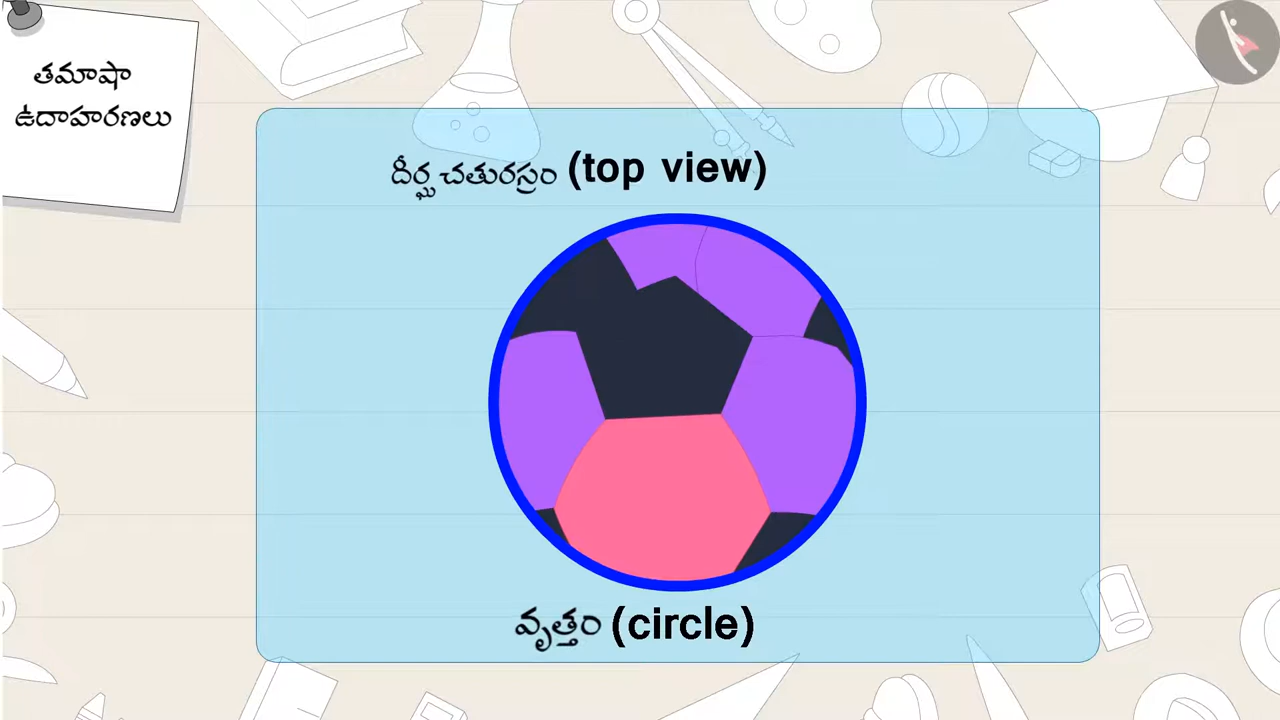 తమాషా
ఉదాహరణలు
దీర్ఘ చతురస్రం (top view)
వృత్తం (circle)